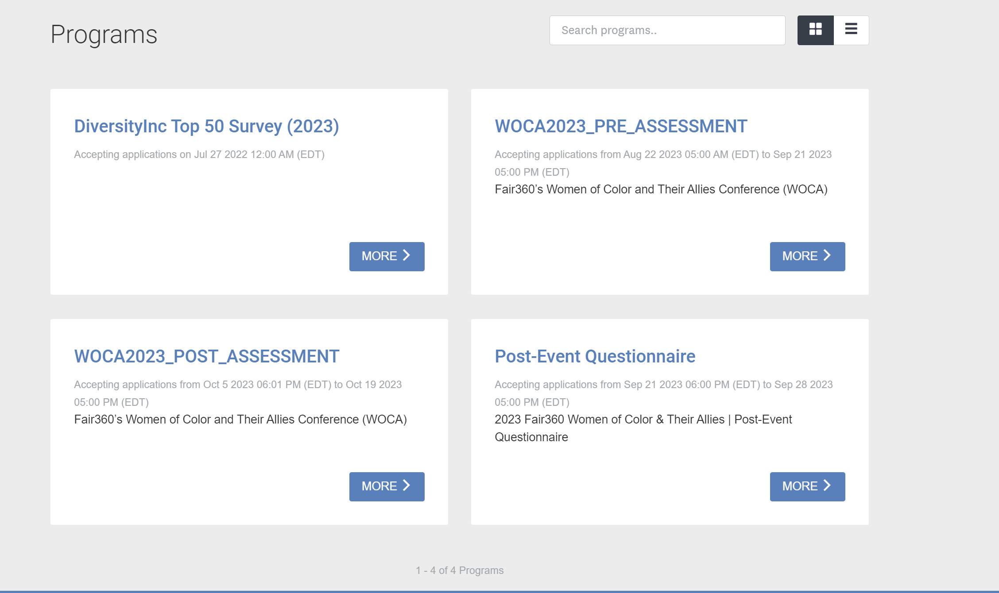 Programs
Search programs..
DiversityInc Top 50 Survey (2023)
Accepting applications on Jul 27 2022 12:00 AM (EDT)
MORE
WOCA2023_PRE_ASSESSMENT
Accepting applications from Aug 22 2023 05:00 AM (EDT) to Sep 21 2023
05:00 PM (EDT)
Fair360’s Women of Color and Their Allies Conference (WOCA)
MORE
WOCA2023_POST_ASSESSMENT
Accepting applications from Oct 5 2023 06:01 PM (EDT) to Oct 19 2023
05:00 PM (EDT)
Fair360’s Women of Color and Their Allies Conference (WOCA)
MORE
Post-Event Questionnaire
Accepting applications from Sep 21 2023 06:00 PM (EDT) to Sep 28 2023
05:00 PM (EDT)
2023 Fair360 Women of Color & Their Allies | Post-Event
Questionnaire
MORE
1 - 4 of 4 Programs